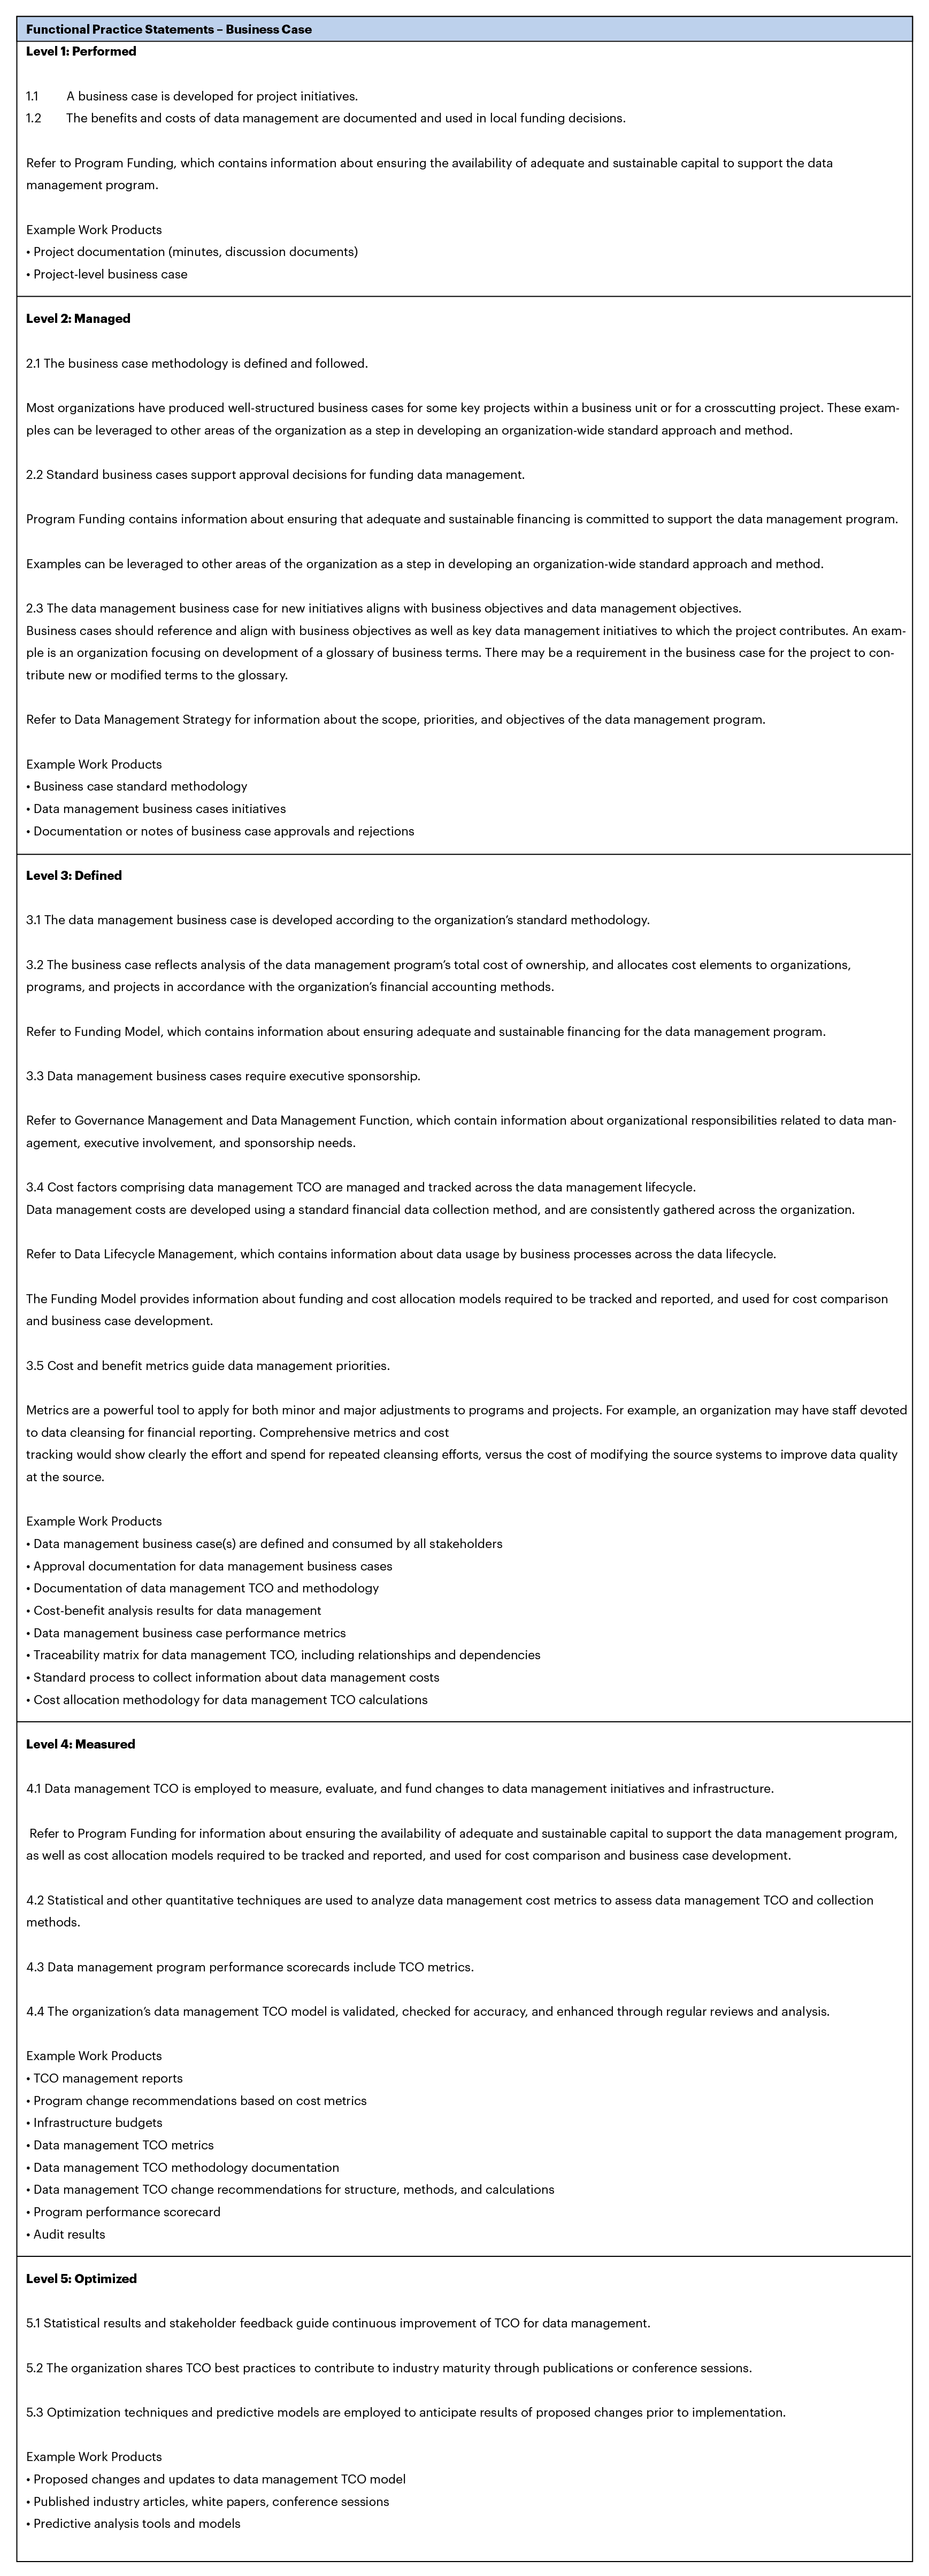 Functional Practice Statements – Business Case
Level 1: Performed
1.1 A business case is developed for project initiatives.
1.2 The benefits and costs of data management are documented and used in local funding decisions.
Refer to Program Funding, which contains information about ensuring the availability of adequate and sustainable capital to support the data
management program.
Example Work Products
• Project documentation (minutes, discussion documents)
• Project-level business case
Level 2: Managed
2.1 The business case methodology is defined and followed.
Most organizations have produced well-structured business cases for some key projects within a business unit or for a crosscutting project. These exam-
ples can be leveraged to other areas of the organization as a step in developing an organization-wide standard approach and method.
2.2 Standard business cases support approval decisions for funding data management.
Program Funding contains information about ensuring that adequate and sustainable financing is committed to support the data management program.
Examples can be leveraged to other areas of the organization as a step in developing an organization-wide standard approach and method.
2.3 The data management business case for new initiatives aligns with business objectives and data management objectives.
Business cases should reference and align with business objectives as well as key data management initiatives to which the project contributes. An exam-
ple is an organization focusing on development of a glossary of business terms. There may be a requirement in the business case for the project to con-
tribute new or modified terms to the glossary.
Refer to Data Management Strategy for information about the scope, priorities, and objectives of the data management program.
Example Work Products
• Business case standard methodology
• Data management business cases initiatives
• Documentation or notes of business case approvals and rejections
Level 3: Defined
3.1 The data management business case is developed according to the organization’s standard methodology.
3.2 The business case reflects analysis of the data management program’s total cost of ownership, and allocates cost elements to organizations,
programs, and projects in accordance with the organization’s financial accounting methods.
Refer to Funding Model, which contains information about ensuring adequate and sustainable financing for the data management program.
3.3 Data management business cases require executive sponsorship.
Refer to Governance Management and Data Management Function, which contain information about organizational responsibilities related to data man-
agement, executive involvement, and sponsorship needs.
3.4 Cost factors comprising data management TCO are managed and tracked across the data management lifecycle.
Data management costs are developed using a standard financial data collection method, and are consistently gathered across the organization.
Refer to Data Lifecycle Management, which contains information about data usage by business processes across the data lifecycle.
The Funding Model provides information about funding and cost allocation models required to be tracked and reported, and used for cost comparison
and business case development.
3.5 Cost and benefit metrics guide data management priorities.
Metrics are a powerful tool to apply for both minor and major adjustments to programs and projects. For example, an organization may have staff devoted
to data cleansing for financial reporting. Comprehensive metrics and cost
tracking would show clearly the effort and spend for repeated cleansing efforts, versus the cost of modifying the source systems to improve data quality
at the source.
Example Work Products
• Data management business case(s) are defined and consumed by all stakeholders
• Approval documentation for data management business cases
• Documentation of data management TCO and methodology
• Cost-benefit analysis results for data management
• Data management business case performance metrics
• Traceability matrix for data management TCO, including relationships and dependencies
• Standard process to collect information about data management costs
• Cost allocation methodology for data management TCO calculations
Level 4: Measured
4.1 Data management TCO is employed to measure, evaluate, and fund changes to data management initiatives and infrastructure.
Refer to Program Funding for information about ensuring the availability of adequate and sustainable capital to support the data management program,
as well as cost allocation models required to be tracked and reported, and used for cost comparison and business case development.
4.2 Statistical and other quantitative techniques are used to analyze data management cost metrics to assess data management TCO and collection
methods.
4.3 Data management program performance scorecards include TCO metrics.
4.4 The organization’s data management TCO model is validated, checked for accuracy, and enhanced through regular reviews and analysis.
Example Work Products
• TCO management reports
• Program change recommendations based on cost metrics
• Infrastructure budgets
• Data management TCO metrics
• Data management TCO methodology documentation
• Data management TCO change recommendations for structure, methods, and calculations
• Program performance scorecard
• Audit results
Level 5: Optimized
5.1 Statistical results and stakeholder feedback guide continuous improvement of TCO for data management.
5.2 The organization shares TCO best practices to contribute to industry maturity through publications or conference sessions.
5.3 Optimization techniques and predictive models are employed to anticipate results of proposed changes prior to implementation.
Example Work Products
• Proposed changes and updates to data management TCO model
• Published industry articles, white papers, conference sessions
• Predictive analysis tools and models